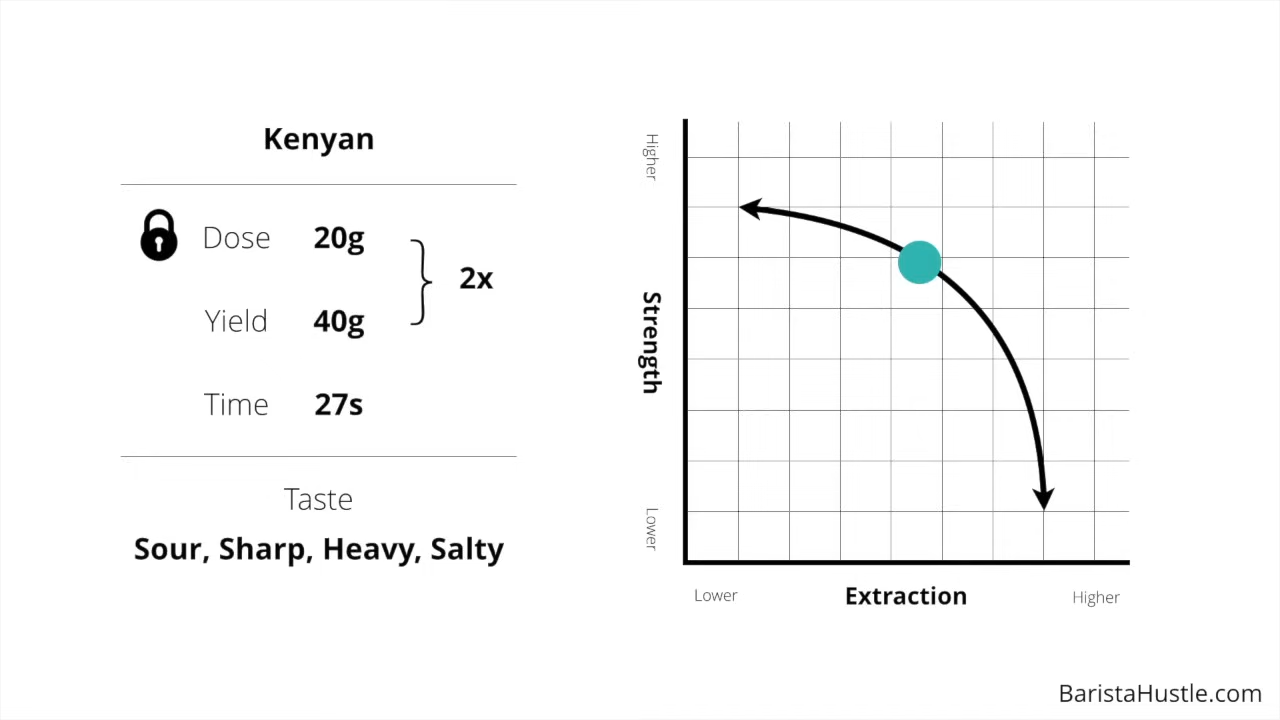 Kenyan
Dose 20g
Yield 40g
2x
Time 27s
Taste
Sour, Sharp, Heavy, Salty
Higher
Strength
Lower
Lower
Extraction
Higher
BaristaHustle.com